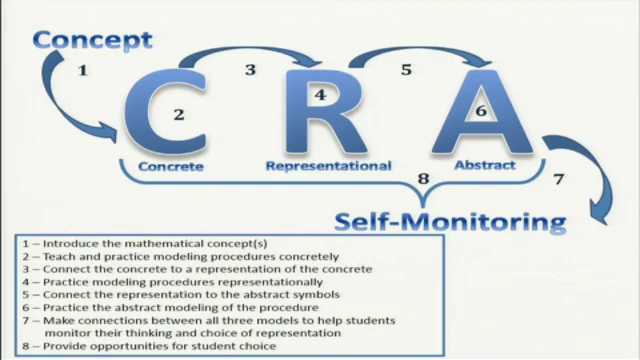 Concept
1
3
5
C
2
R
4
A
6
Concrete
Representational
Abstract
8
7
Self-Monitoring
1 – Introduce the mathematical concept(s)
2 – Teach and practice modeling procedures concretely
3 – Connect the concrete to a representation of the concrete
4 – Practice modeling procedures representationally
5 – Connect the representation to the abstract symbols
6 – Practice the abstract modeling of the procedure
7 – Make connections between all three models to help students
monitor their thinking and choice of representation
8 – Provide opportunities for student choice